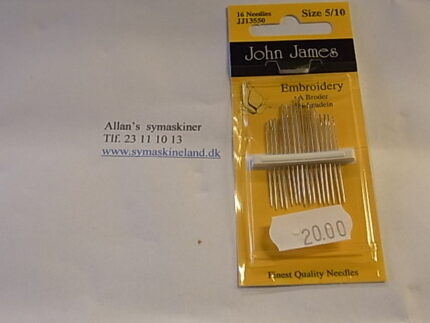 Allan's symaskiner
Tlf. 23 11 10 13
www.symaskineland.dk
16 Needles
JJ13550
Size 5/10
John James
Embroidery
A Broder
20.00
Finest Quality Needles